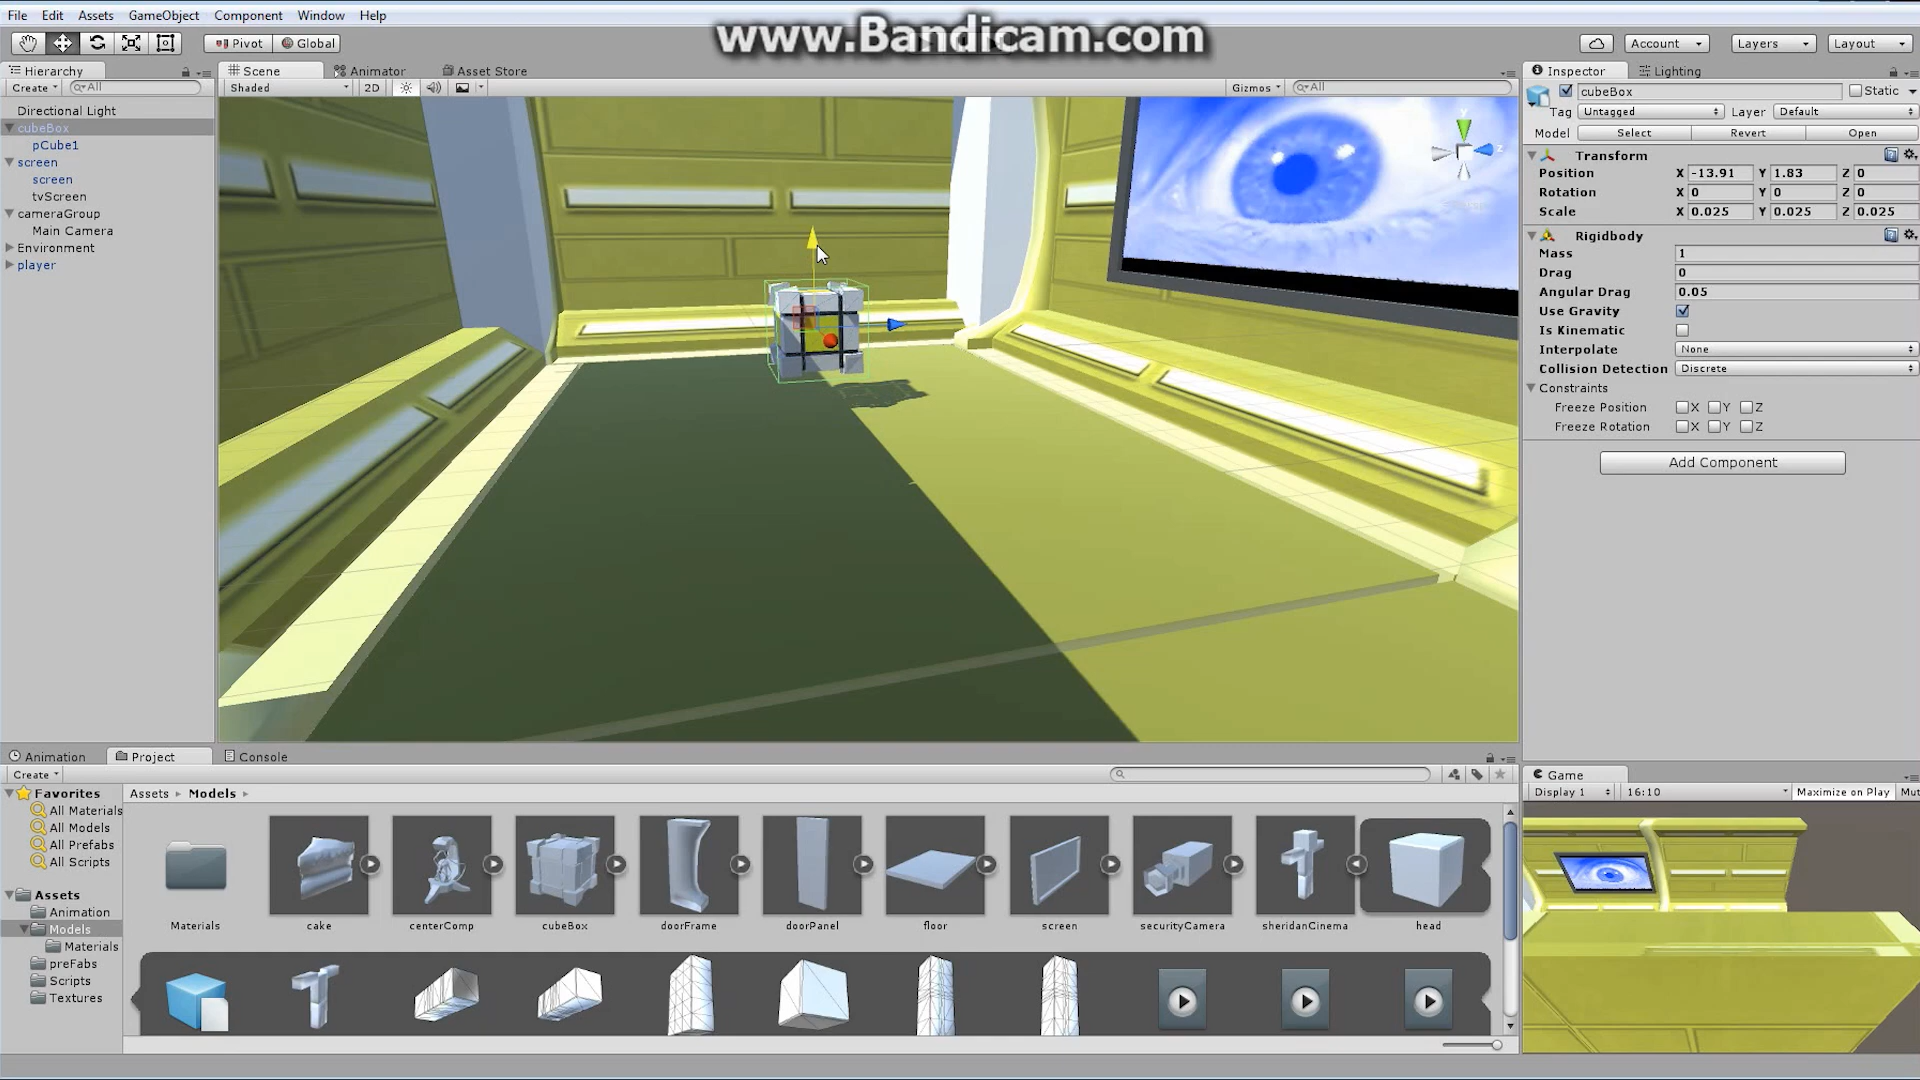 File Edit Assets GameObject Component Window Help
www.Bandicam.com
Pivot Global Account Layers Layout
Hierarchy
Create All
Directional Light
cubeBox
pCube1
screen
screen
tvScreen
cameraGroup
Main Camera
Environment
player
Scene Animator Asset Store
Shaded 2D Gizmos All
y
z
Inspector Lighting
cubeBox Static
Tag Untagged Layer Default
Model Select Revert Open
Transform
Position X -13.91 Y 1.83 Z 0
Rotation X 0 Y 0 Z 0
Scale X 0.025 Y 0.025 Z 0.025
Rigidbody
Mass 1
Drag 0
Angular Drag 0.05
Use Gravity
Is Kinematic
Interpolate None
Collision Detection Discrete
Constraints
Freeze Position X Y Z
Freeze Rotation X Y Z
Add Component
Animation Project Console
Create
Favorites
All Materials
All Models
All Prefabs
All Scripts
Assets
Animation
Models
Materials
preFabs
Scripts
Textures
Assets Models
Materials cake centerComp cubeBox doorFrame doorPanel floor screen securityCamera sheridanCinema head
Game
Display 1 16:10 Maximize on Play Mut